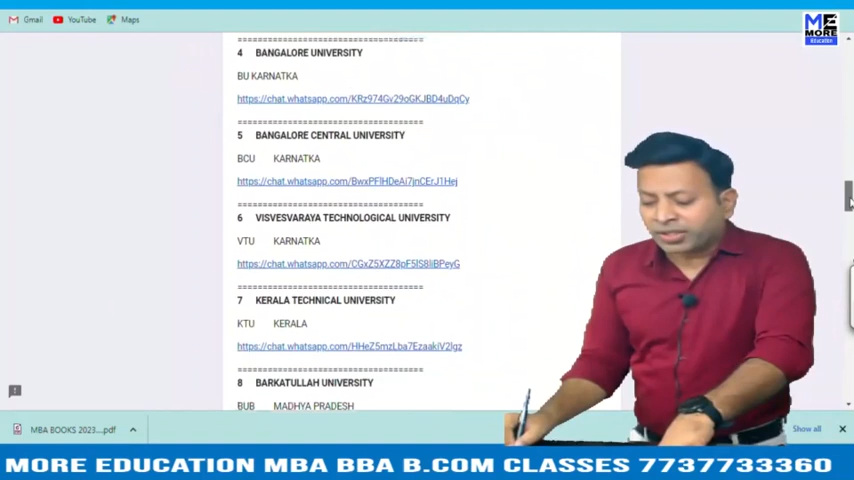 Gmail YouTube Maps
ME
MORE
Education
====================================
4 BANGALORE UNIVERSITY
BU KARNATKA
https://chat.whatsapp.com/KRz974Gv29oGKJBD4uDqCy
====================================
5 BANGALORE CENTRAL UNIVERSITY
BCU KARNATKA
https://chat.whatsapp.com/BwxPFlHDeAi7jnCErJ1Hej
====================================
6 VISVESVARAYA TECHNOLOGICAL UNIVERSITY
VTU KARNATKA
https://chat.whatsapp.com/CGxZ5XZZ8pF5lS8liBPeyG
====================================
7 KERALA TECHNICAL UNIVERSITY
KTU KERALA
https://chat.whatsapp.com/HHeZ5mzLba7EzaakiV2lgz
====================================
8 BARKATULLAH UNIVERSITY
BUB MADHYA PRADESH
MBA BOOKS 2023....pdf
Show all
MORE EDUCATION MBA BBA B.COM CLASSES 7737733360